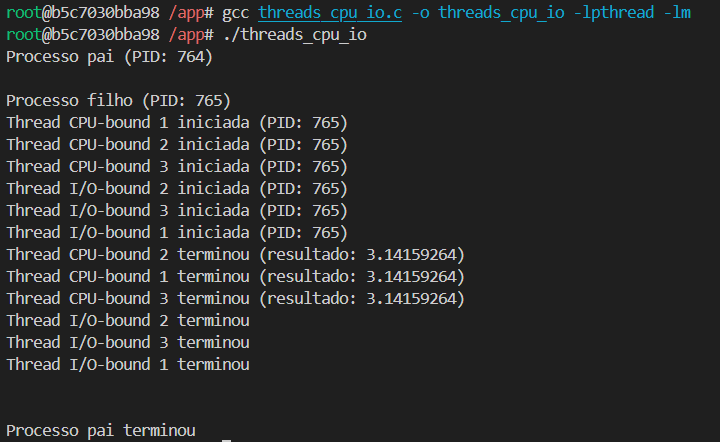 root@b5c7030bba98 /app# gcc threads_cpu_io.c -o threads_cpu_io -lpthread -lm
root@b5c7030bba98 /app# ./threads_cpu_io
Processo pai (PID: 764)
Processo filho (PID: 765)
Thread CPU-bound 1 iniciada (PID: 765)
Thread CPU-bound 2 iniciada (PID: 765)
Thread CPU-bound 3 iniciada (PID: 765)
Thread I/O-bound 2 iniciada (PID: 765)
Thread I/O-bound 3 iniciada (PID: 765)
Thread I/O-bound 1 iniciada (PID: 765)
Thread CPU-bound 2 terminou (resultado: 3.14159264)
Thread CPU-bound 1 terminou (resultado: 3.14159264)
Thread CPU-bound 3 terminou (resultado: 3.14159264)
Thread I/O-bound 2 terminou
Thread I/O-bound 3 terminou
Thread I/O-bound 1 terminou
Processo pai terminou